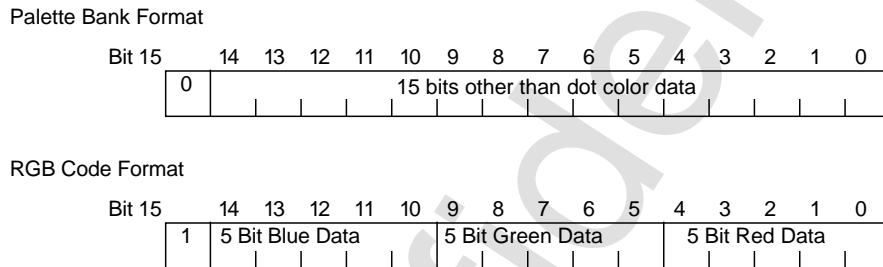 Palette Bank Format
Bit 15 14 13 12 11 10 9 8 7 6 5 4 3 2 1 0
0 15 bits other than dot color data
RGB Code Format
Bit 15 14 13 12 11 10 9 8 7 6 5 4 3 2 1 0
1 5 Bit Blue Data 5 Bit Green Data 5 Bit Red Data